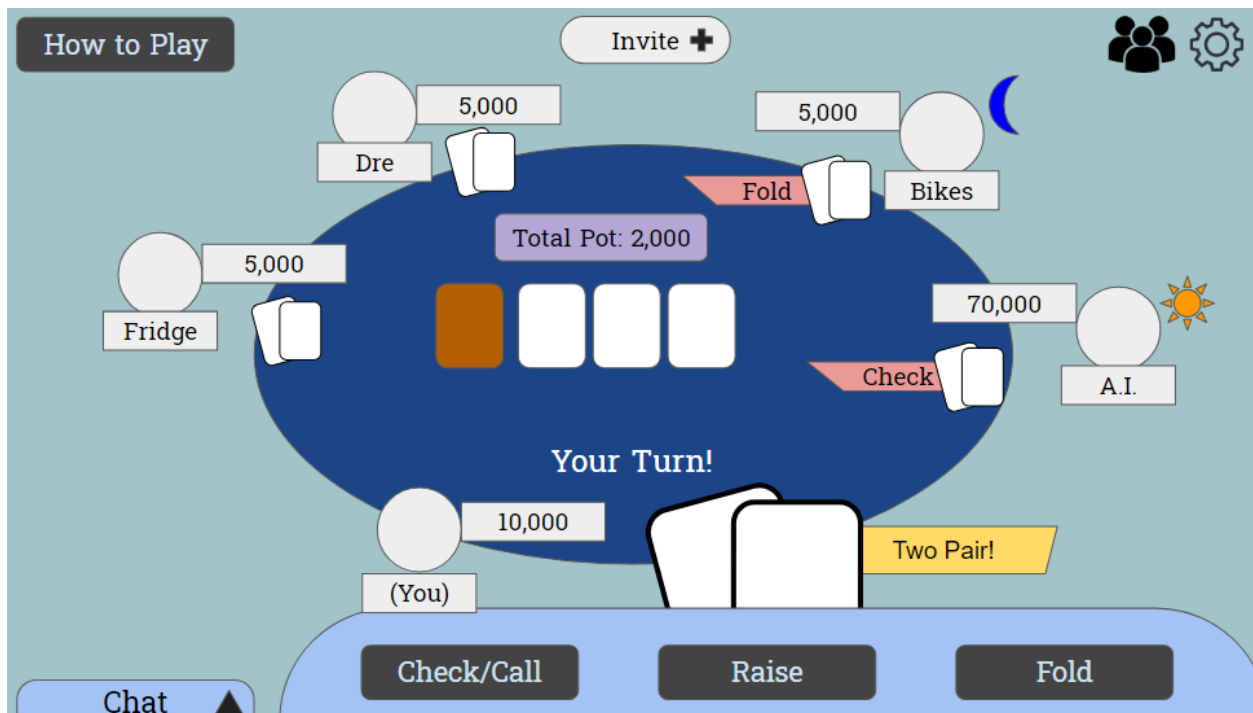 How to Play
Invite
5,000
Dre
5,000
Bikes
Fold
Total Pot: 2,000
5,000
Fridge
70,000
A.I.
Check
Your Turn!
10,000
(You)
Two Pair!
Check/Call
Raise
Fold
Chat